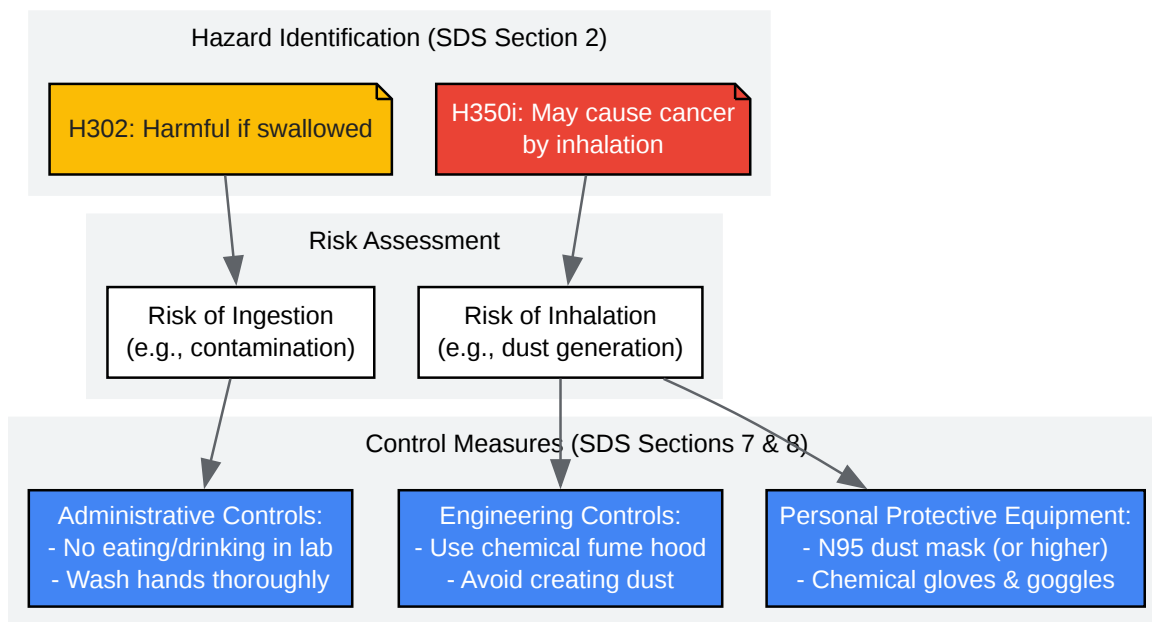 Hazard Identification (SDS Section 2)
H302: Harmful if swallowed
H350i: May cause cancer
by inhalation
Risk Assessment
Risk of Ingestion
(e.g., contamination)
Risk of Inhalation
(e.g., dust generation)
Control Measures (SDS Sections 7 & 8)
Administrative Controls:
- No eating/drinking in lab
- Wash hands thoroughly
Engineering Controls:
- Use chemical fume hood
- Avoid creating dust
Personal Protective Equipment:
- N95 dust mask (or higher)
- Chemical gloves & goggles